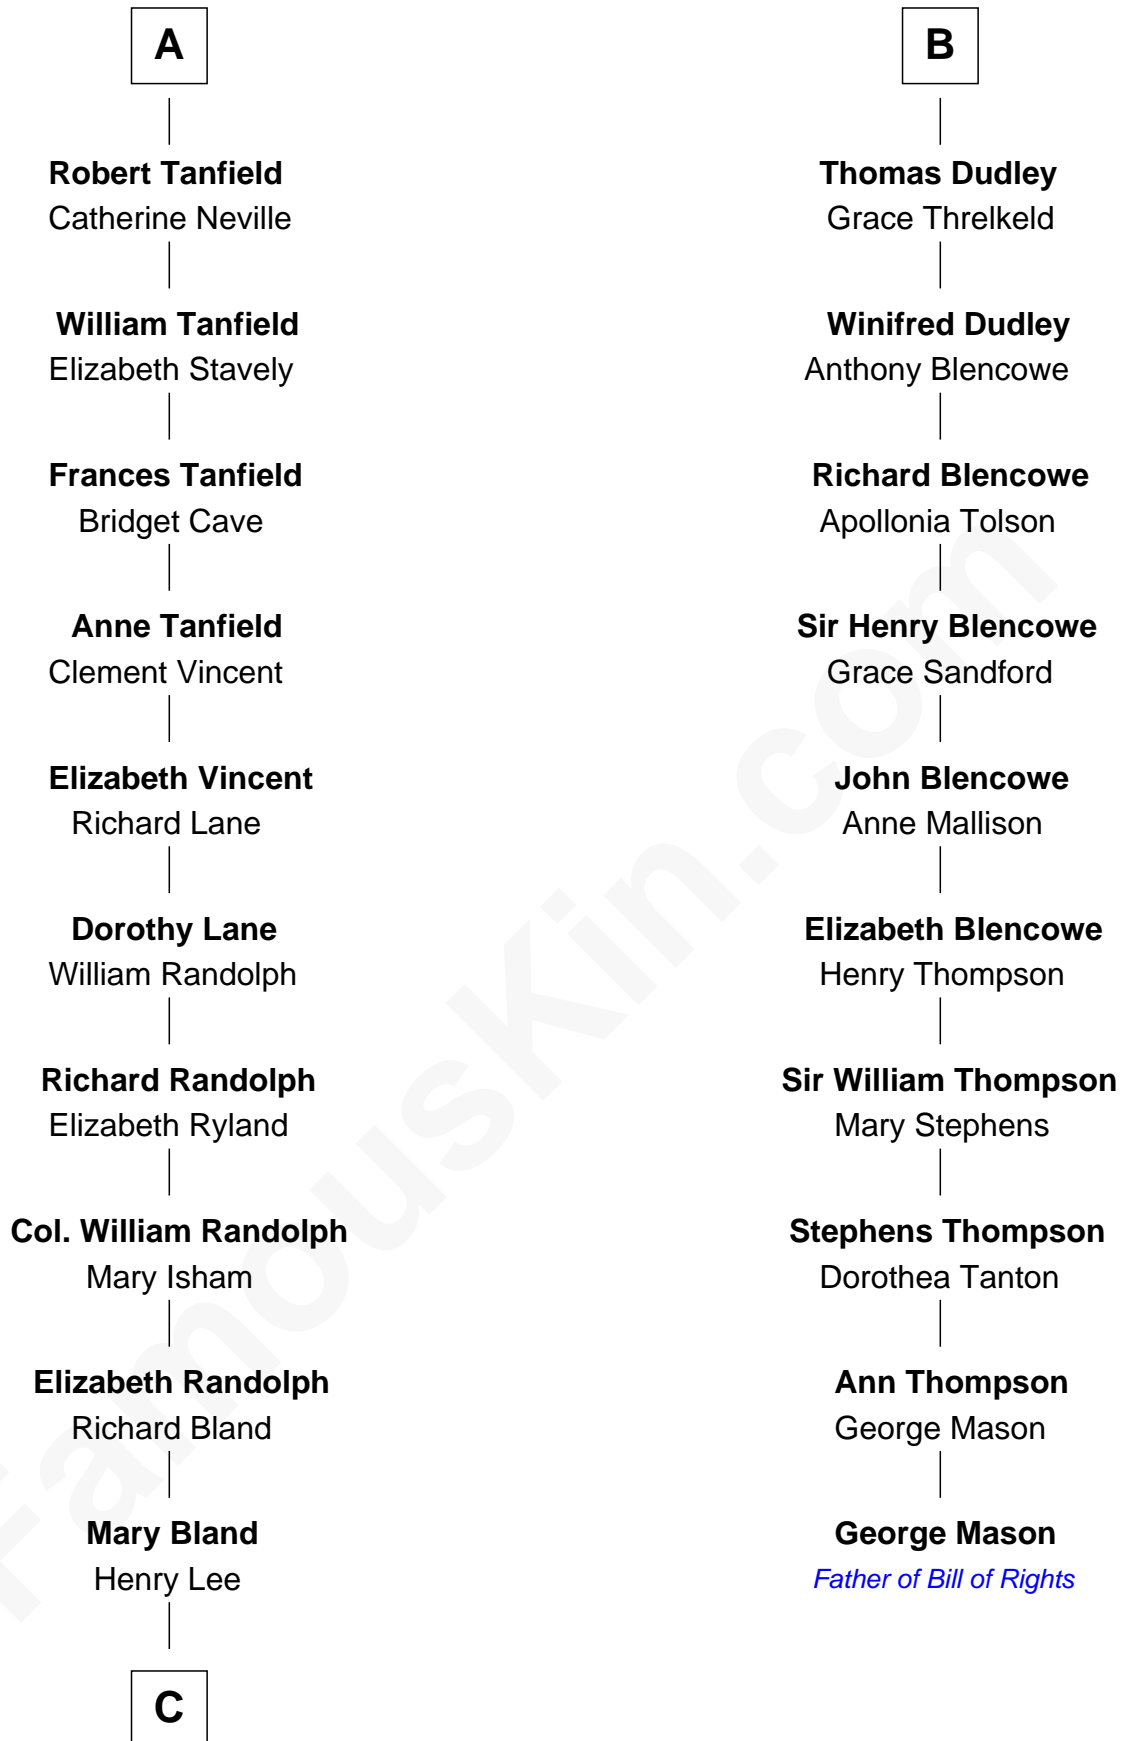 A
Robert Tanfield
Catherine Neville
William Tanfield
Elizabeth Stavely
Frances Tanfield
Bridget Cave
Anne Tanfield
Clement Vincent
Elizabeth Vincent
Richard Lane
Dorothy Lane
William Randolph
Richard Randolph
Elizabeth Ryland
Col. William Randolph
Mary Isham
Elizabeth Randolph
Richard Bland
Mary Bland
Henry Lee
C
B
Thomas Dudley
Grace Threlkeld
Winifred Dudley
Anthony Blencowe
Richard Blencowe
Apollonia Tolson
Sir Henry Blencowe
Grace Sandford
John Blencowe
Anne Mallison
Elizabeth Blencowe
Henry Thompson
Sir William Thompson
Mary Stephens
Stephens Thompson
Dorothea Tanton
Ann Thompson
George Mason
George Mason
Father of Bill of Rights
FamousKin.com